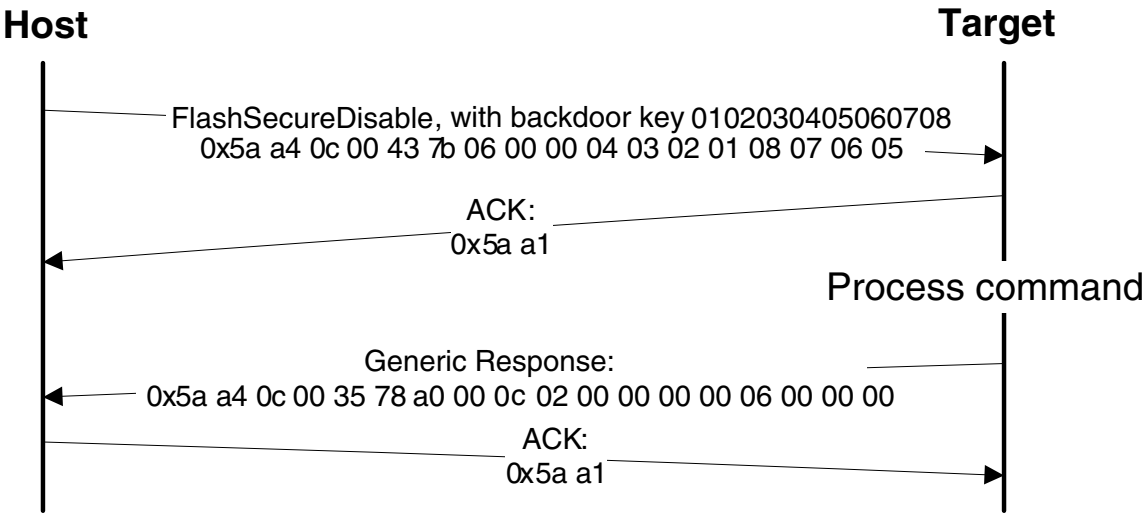 Host
Target
FlashSecureDisable, with backdoor key 0102030405060708
0x5a a4 0c 00 43 7b 06 00 00 04 03 02 01 08 07 06 05
ACK:
0x5a a1
Process command
Generic Response:
0x5a a4 0c 00 35 78 a0 00 0c 02 00 00 00 00 06 00 00 00
ACK:
0x5a a1